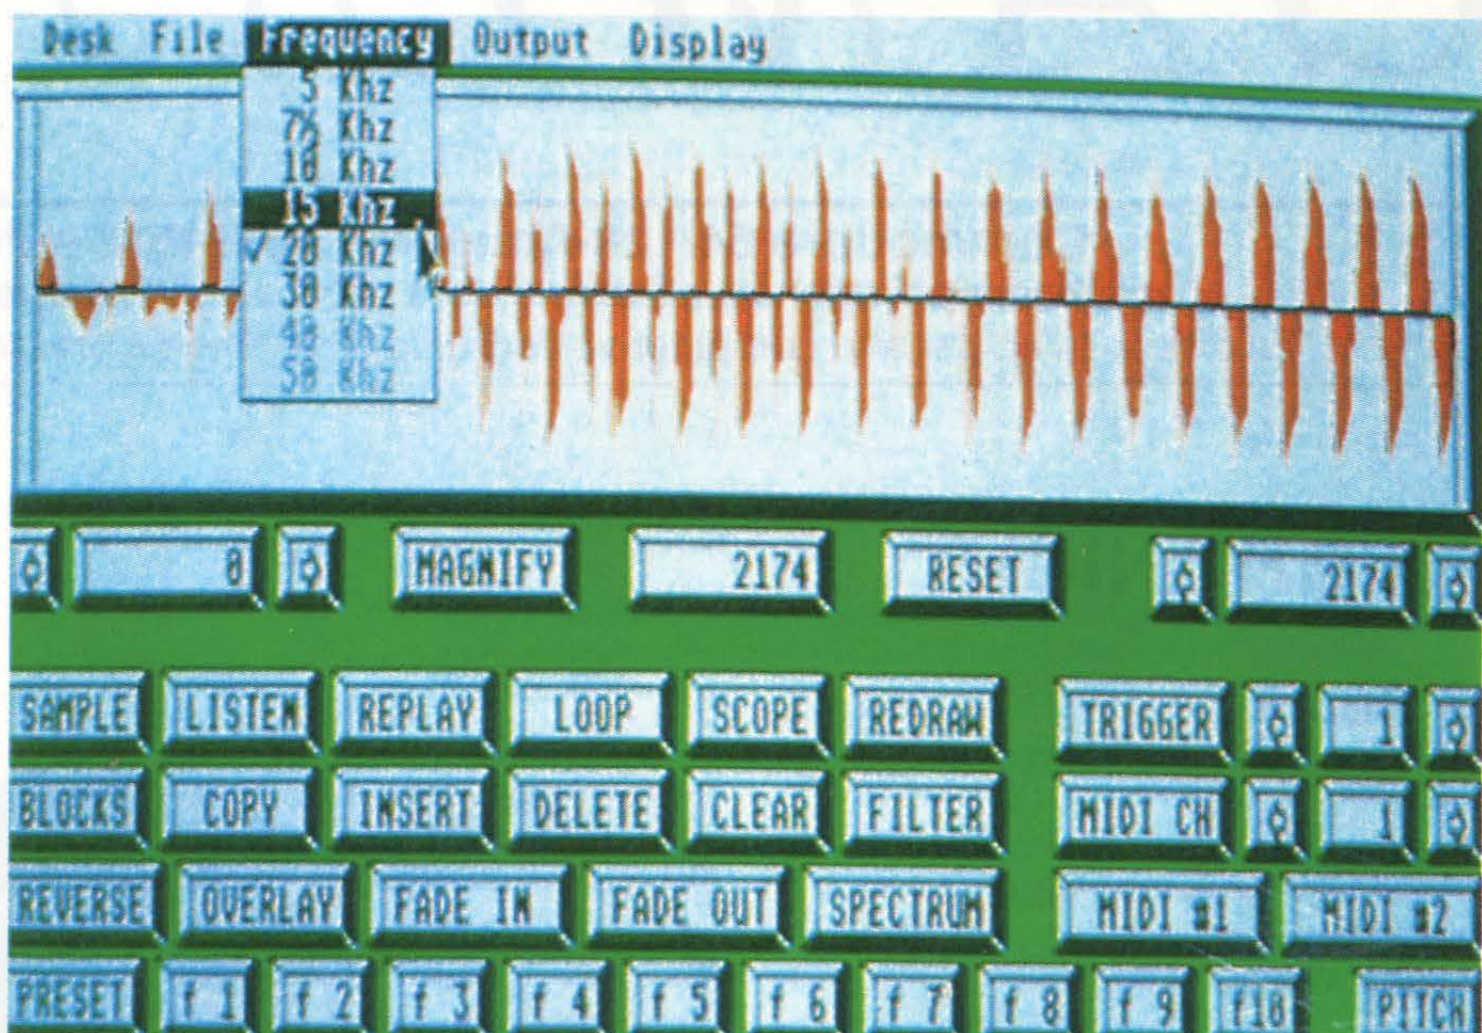 Desk File Frequency Output Display
5 Khz
7½ Khz
10 Khz
15 Khz
✓ 20 Khz
30 Khz
40 Khz
50 Khz
0 MAGNIFY 2174 RESET 2174
SAMPLE LISTEN REPLAY LOOP SCOPE REDRAW TRIGGER 1
BLOCKS COPY INSERT DELETE CLEAR FILTER MIDI CH 1
REVERSE OVERLAY FADE IN FADE OUT SPECTRUM MIDI #1 MIDI #2
PRESET f 1 f 2 f 3 f 4 f 5 f 6 f 7 f 8 f 9 f10 PITCH